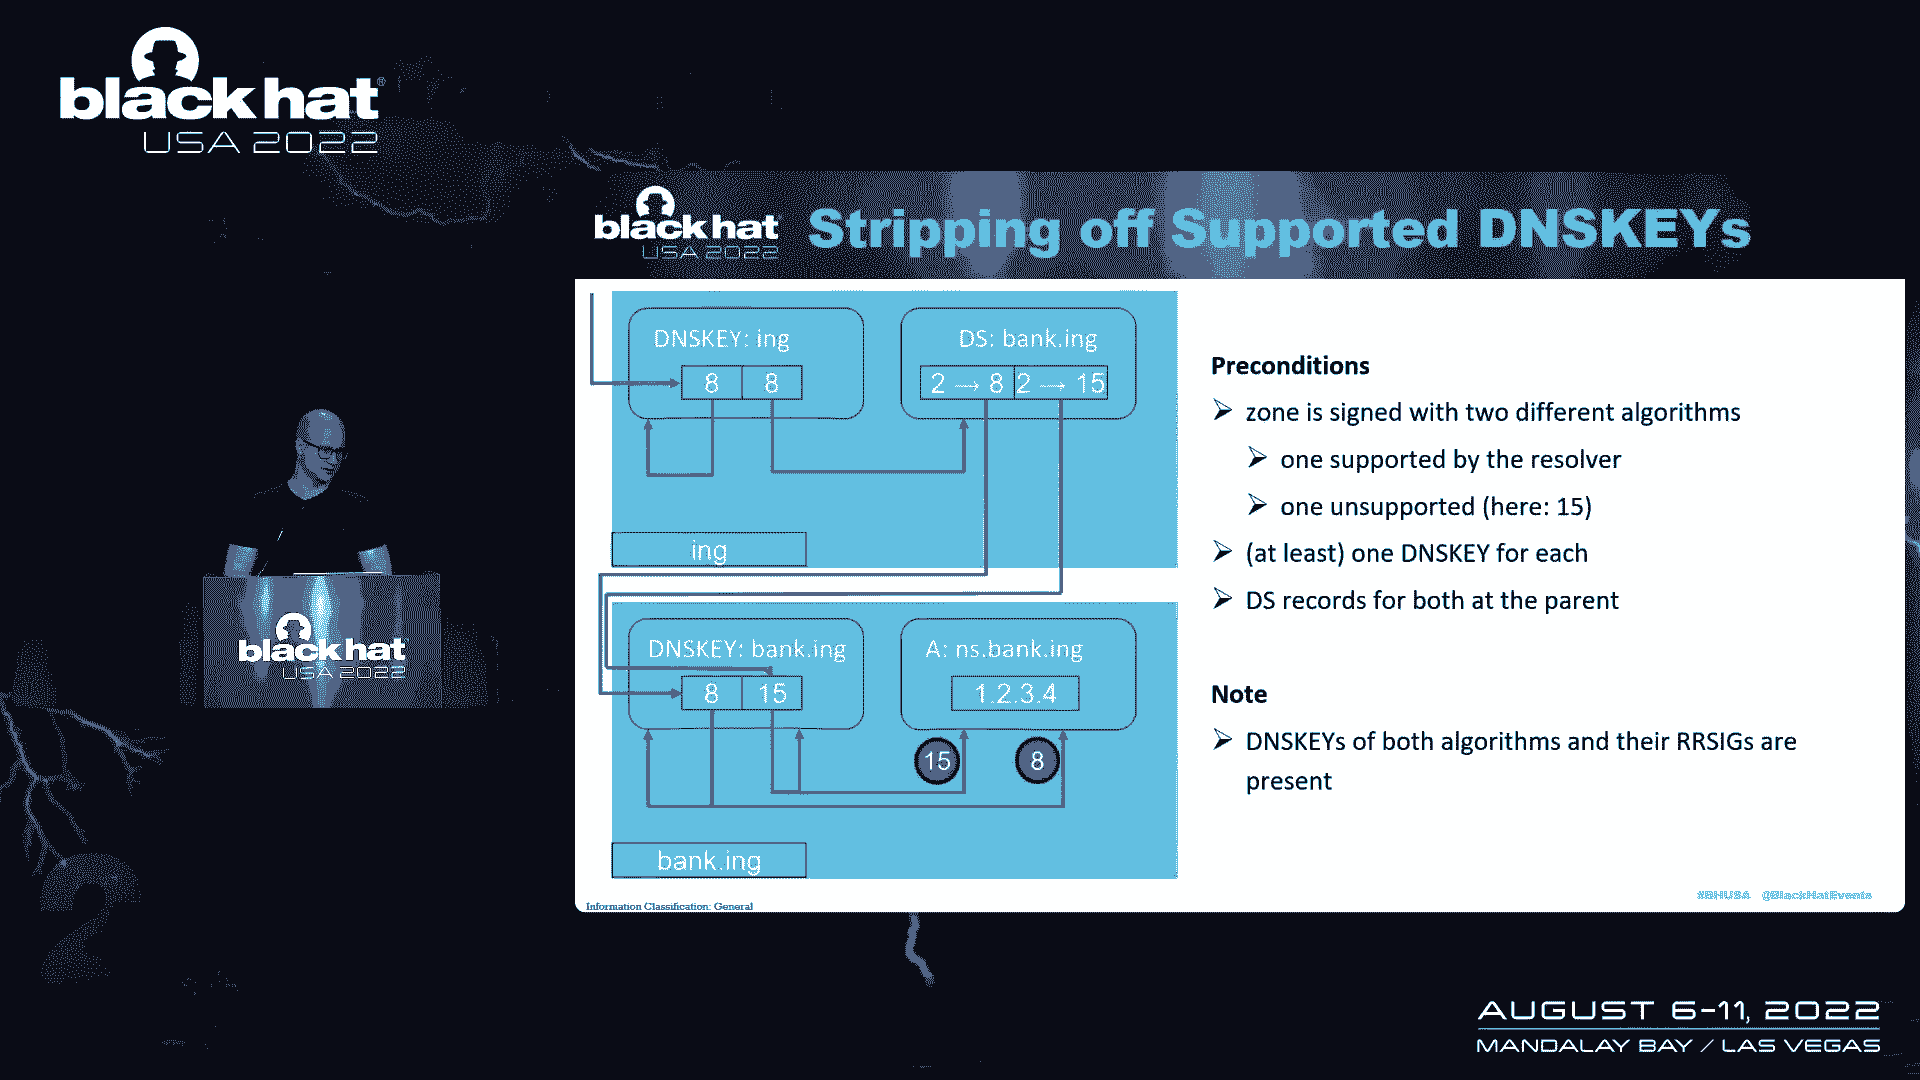 black hat®
USA 2022
black hat
USA 2022
Stripping off Supported DNSKEYs
DNSKEY: ing
8 8
DS: bank.ing
2 → 8 2 → 15
ing
DNSKEY: bank.ing
8 15
A: ns.bank.ing
1.2.3.4
15
8
bank.ing
Preconditions
➢ zone is signed with two different algorithms
➢ one supported by the resolver
➢ one unsupported (here: 15)
➢ (at least) one DNSKEY for each
➢ DS records for both at the parent
Note
➢ DNSKEYs of both algorithms and their RRSIGs are
present
Information Classification: General
#BHUSA @BlackHatEvents
black hat
USA 2022
2
AUGUST 6-11, 2022
MANDALAY BAY / LAS VEGAS